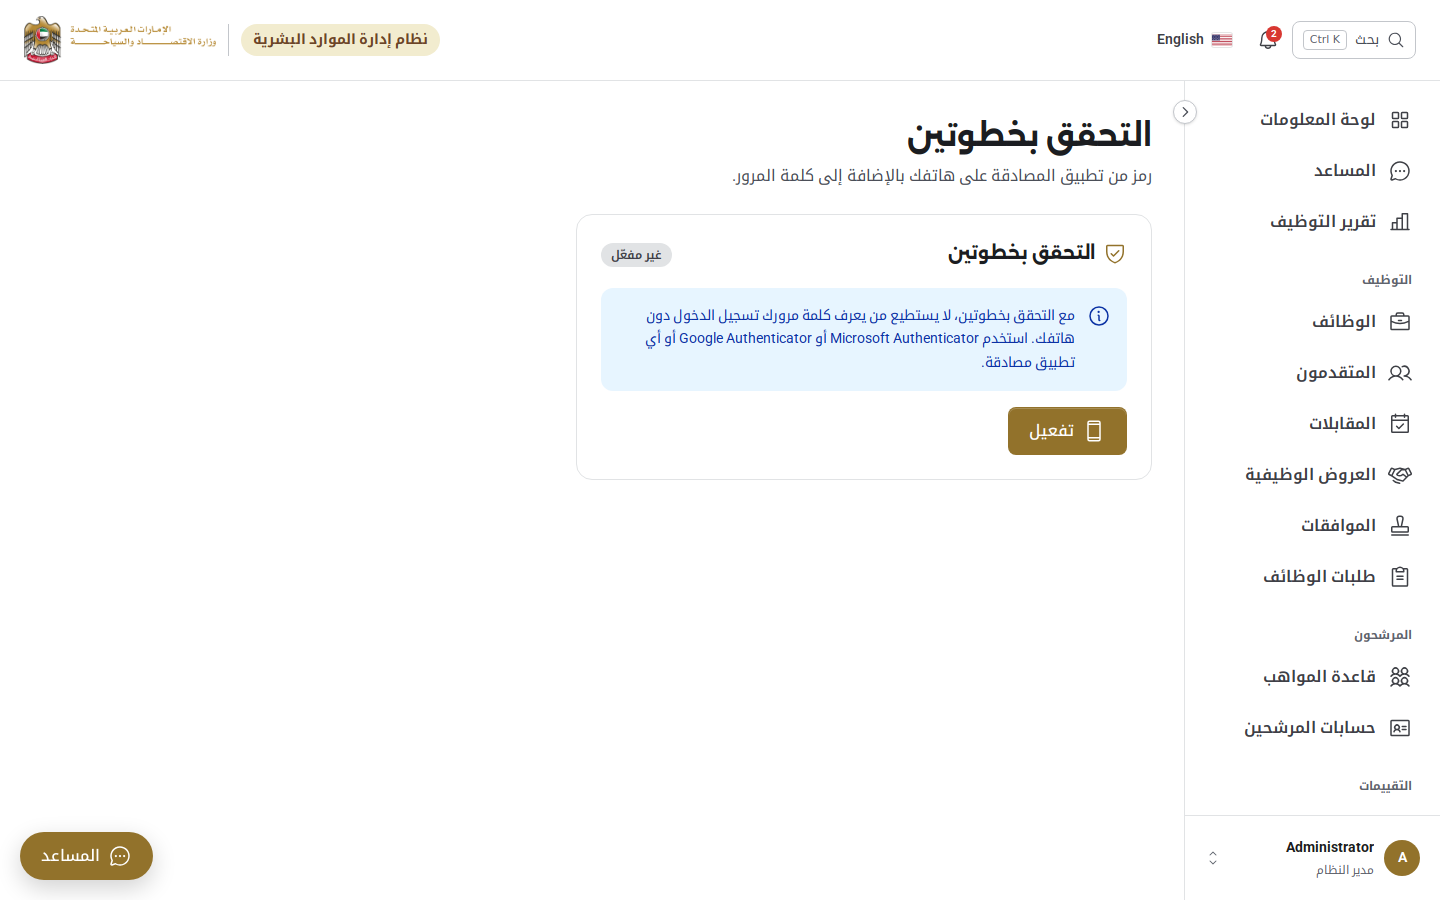 بحث
Ctrl K
2
English
نظام إدارة الموارد البشرية
الإمارات العربية المتحدة
وزارة الاقتصاد والسياحة
لوحة المعلومات
المساعد
تقرير التوظيف
التوظيف
الوظائف
المتقدمون
المقابلات
العروض الوظيفية
الموافقات
طلبات الوظائف
المرشحون
قاعدة المواهب
حسابات المرشحين
التقييمات
A
Administrator
مدير النظام
التحقق بخطوتين
رمز من تطبيق المصادقة على هاتفك بالإضافة إلى كلمة المرور.
التحقق بخطوتين
غير مفعّل
مع التحقق بخطوتين، لا يستطيع من يعرف كلمة مرورك تسجيل الدخول دون
هاتفك. استخدم Microsoft Authenticator أو Google Authenticator أو أي
تطبيق مصادقة.
تفعيل
المساعد